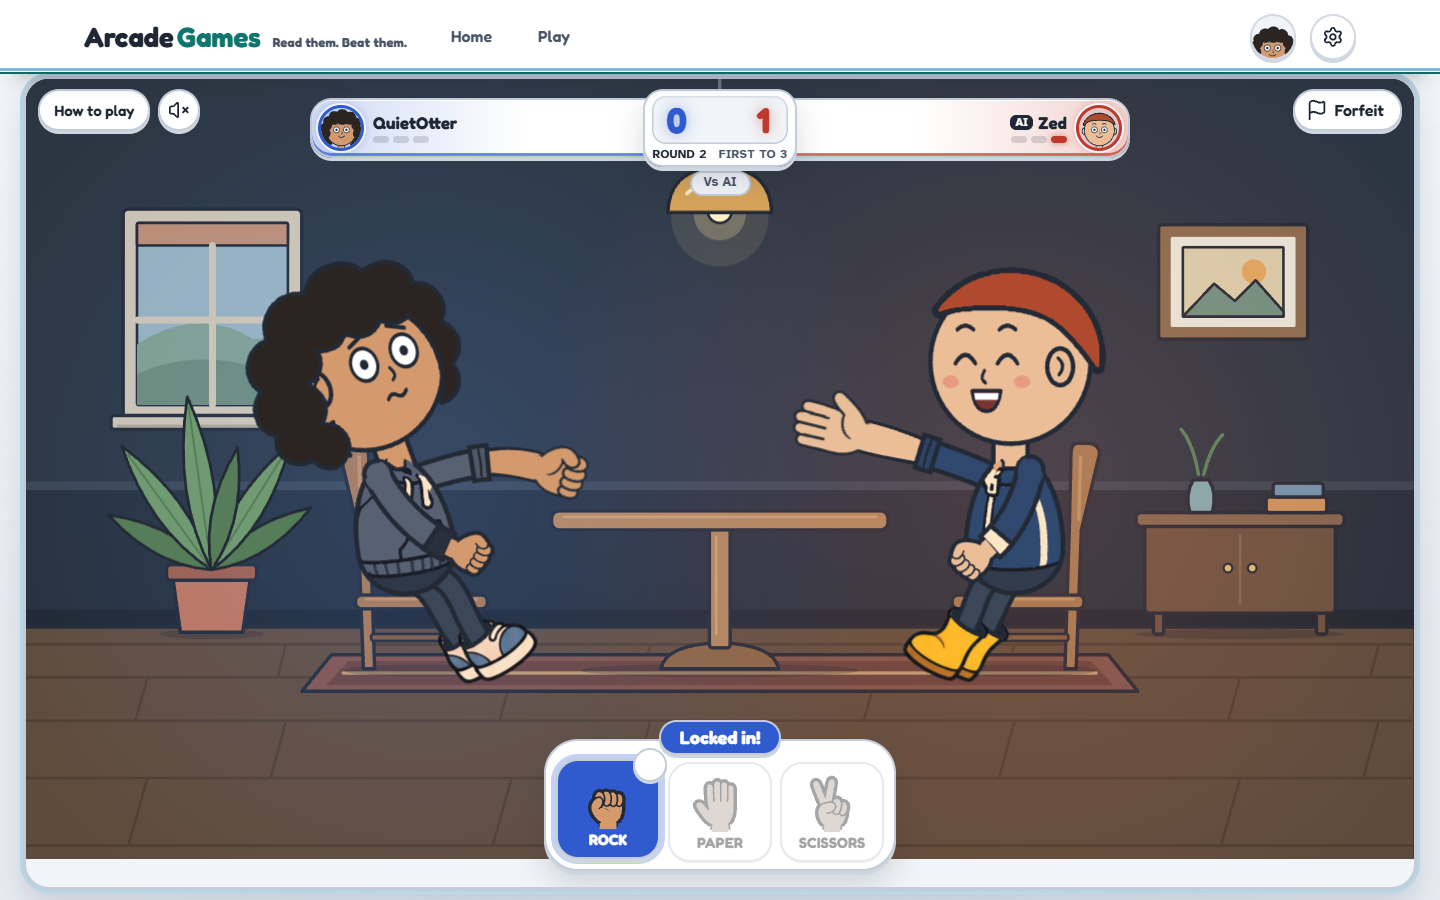 Arcade Games Read them. Beat them. Home Play
How to play
QuietOtter
0 1
ROUND 2 FIRST TO 3
AI Zed
Forfeit
Vs AI
Locked in!
ROCK PAPER SCISSORS